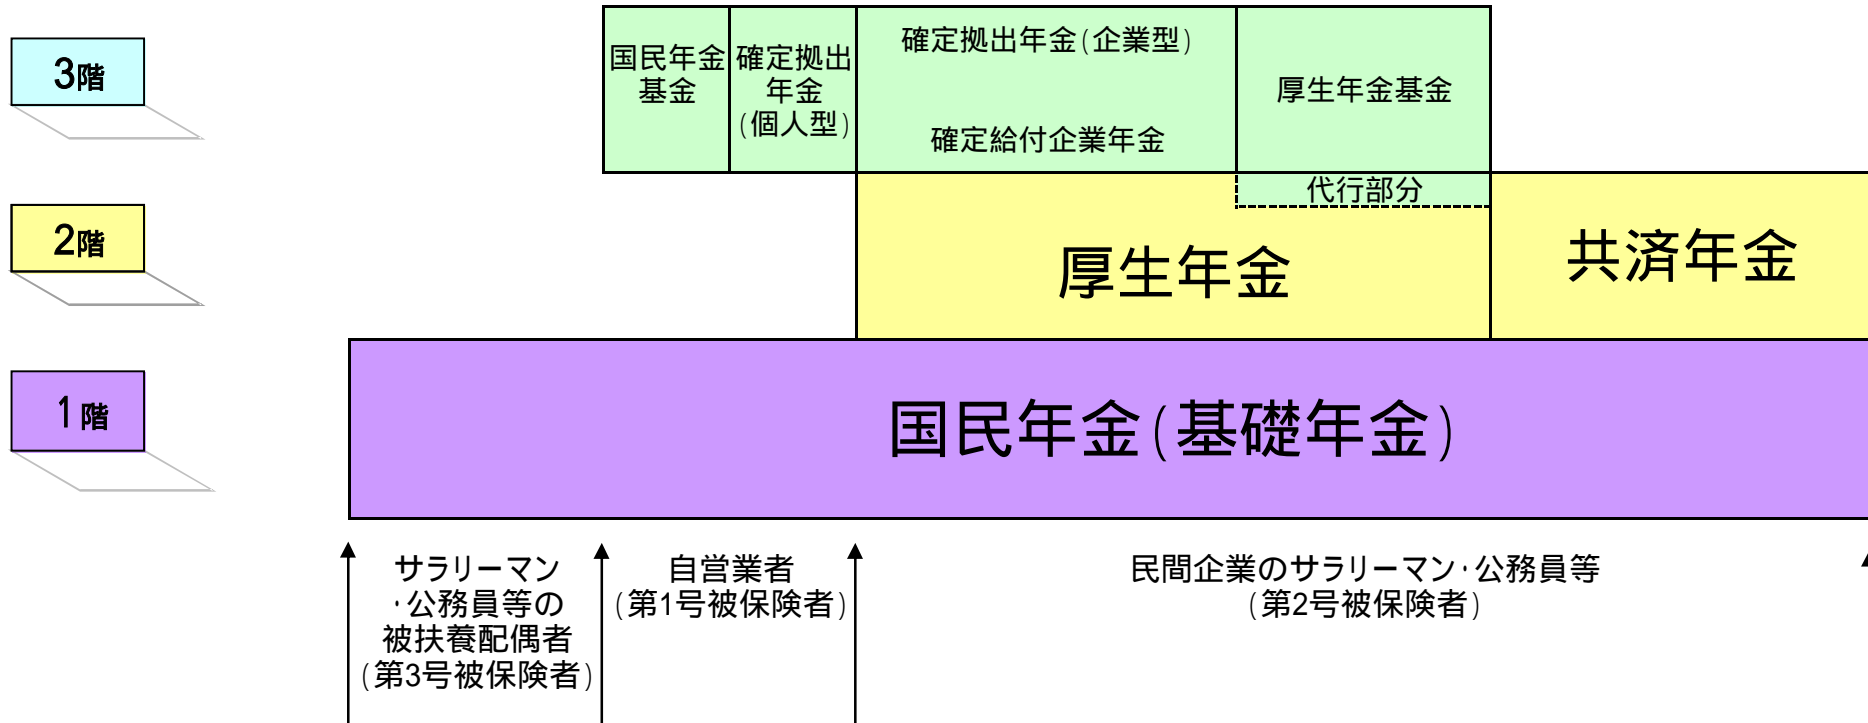 3階
2階
1階
国民年金
基金
確定拠出
年金
(個人型)
確定拠出年金(企業型)
確定給付企業年金
厚生年金基金
代行部分
厚生年金
共済年金
国民年金(基礎年金)
サラリーマン
・公務員等の
被扶養配偶者
(第3号被保険者)
自営業者
(第1号被保険者)
民間企業のサラリーマン・公務員等
(第2号被保険者)